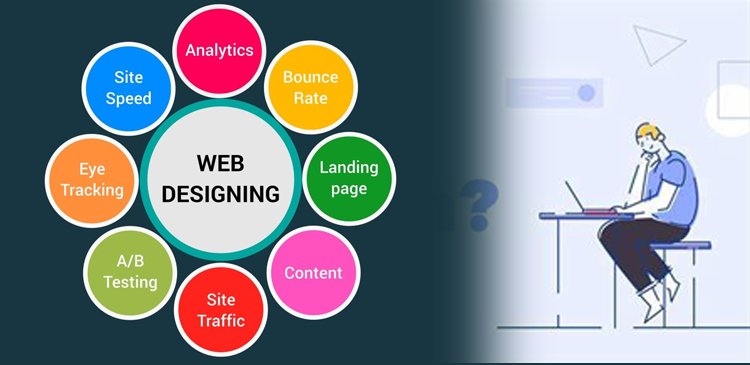 Analytics
Bounce
Rate
Landing
page
Content
Site
Traffic
A/B
Testing
Eye
Tracking
Site
Speed
WEB
DESIGNING
?